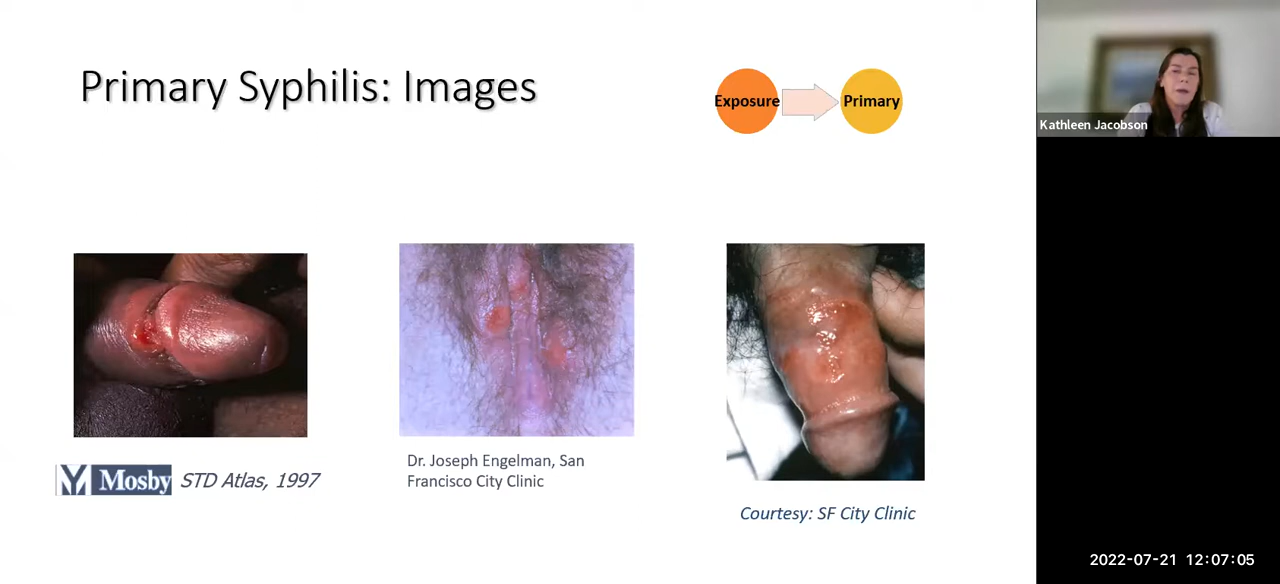 Primary Syphilis: Images
Exposure
Primary
Kathleen Jacobson
Mosby STD Atlas, 1997
Dr. Joseph Engelman, San
Francisco City Clinic
Courtesy: SF City Clinic
2022-07-21 12:07:05